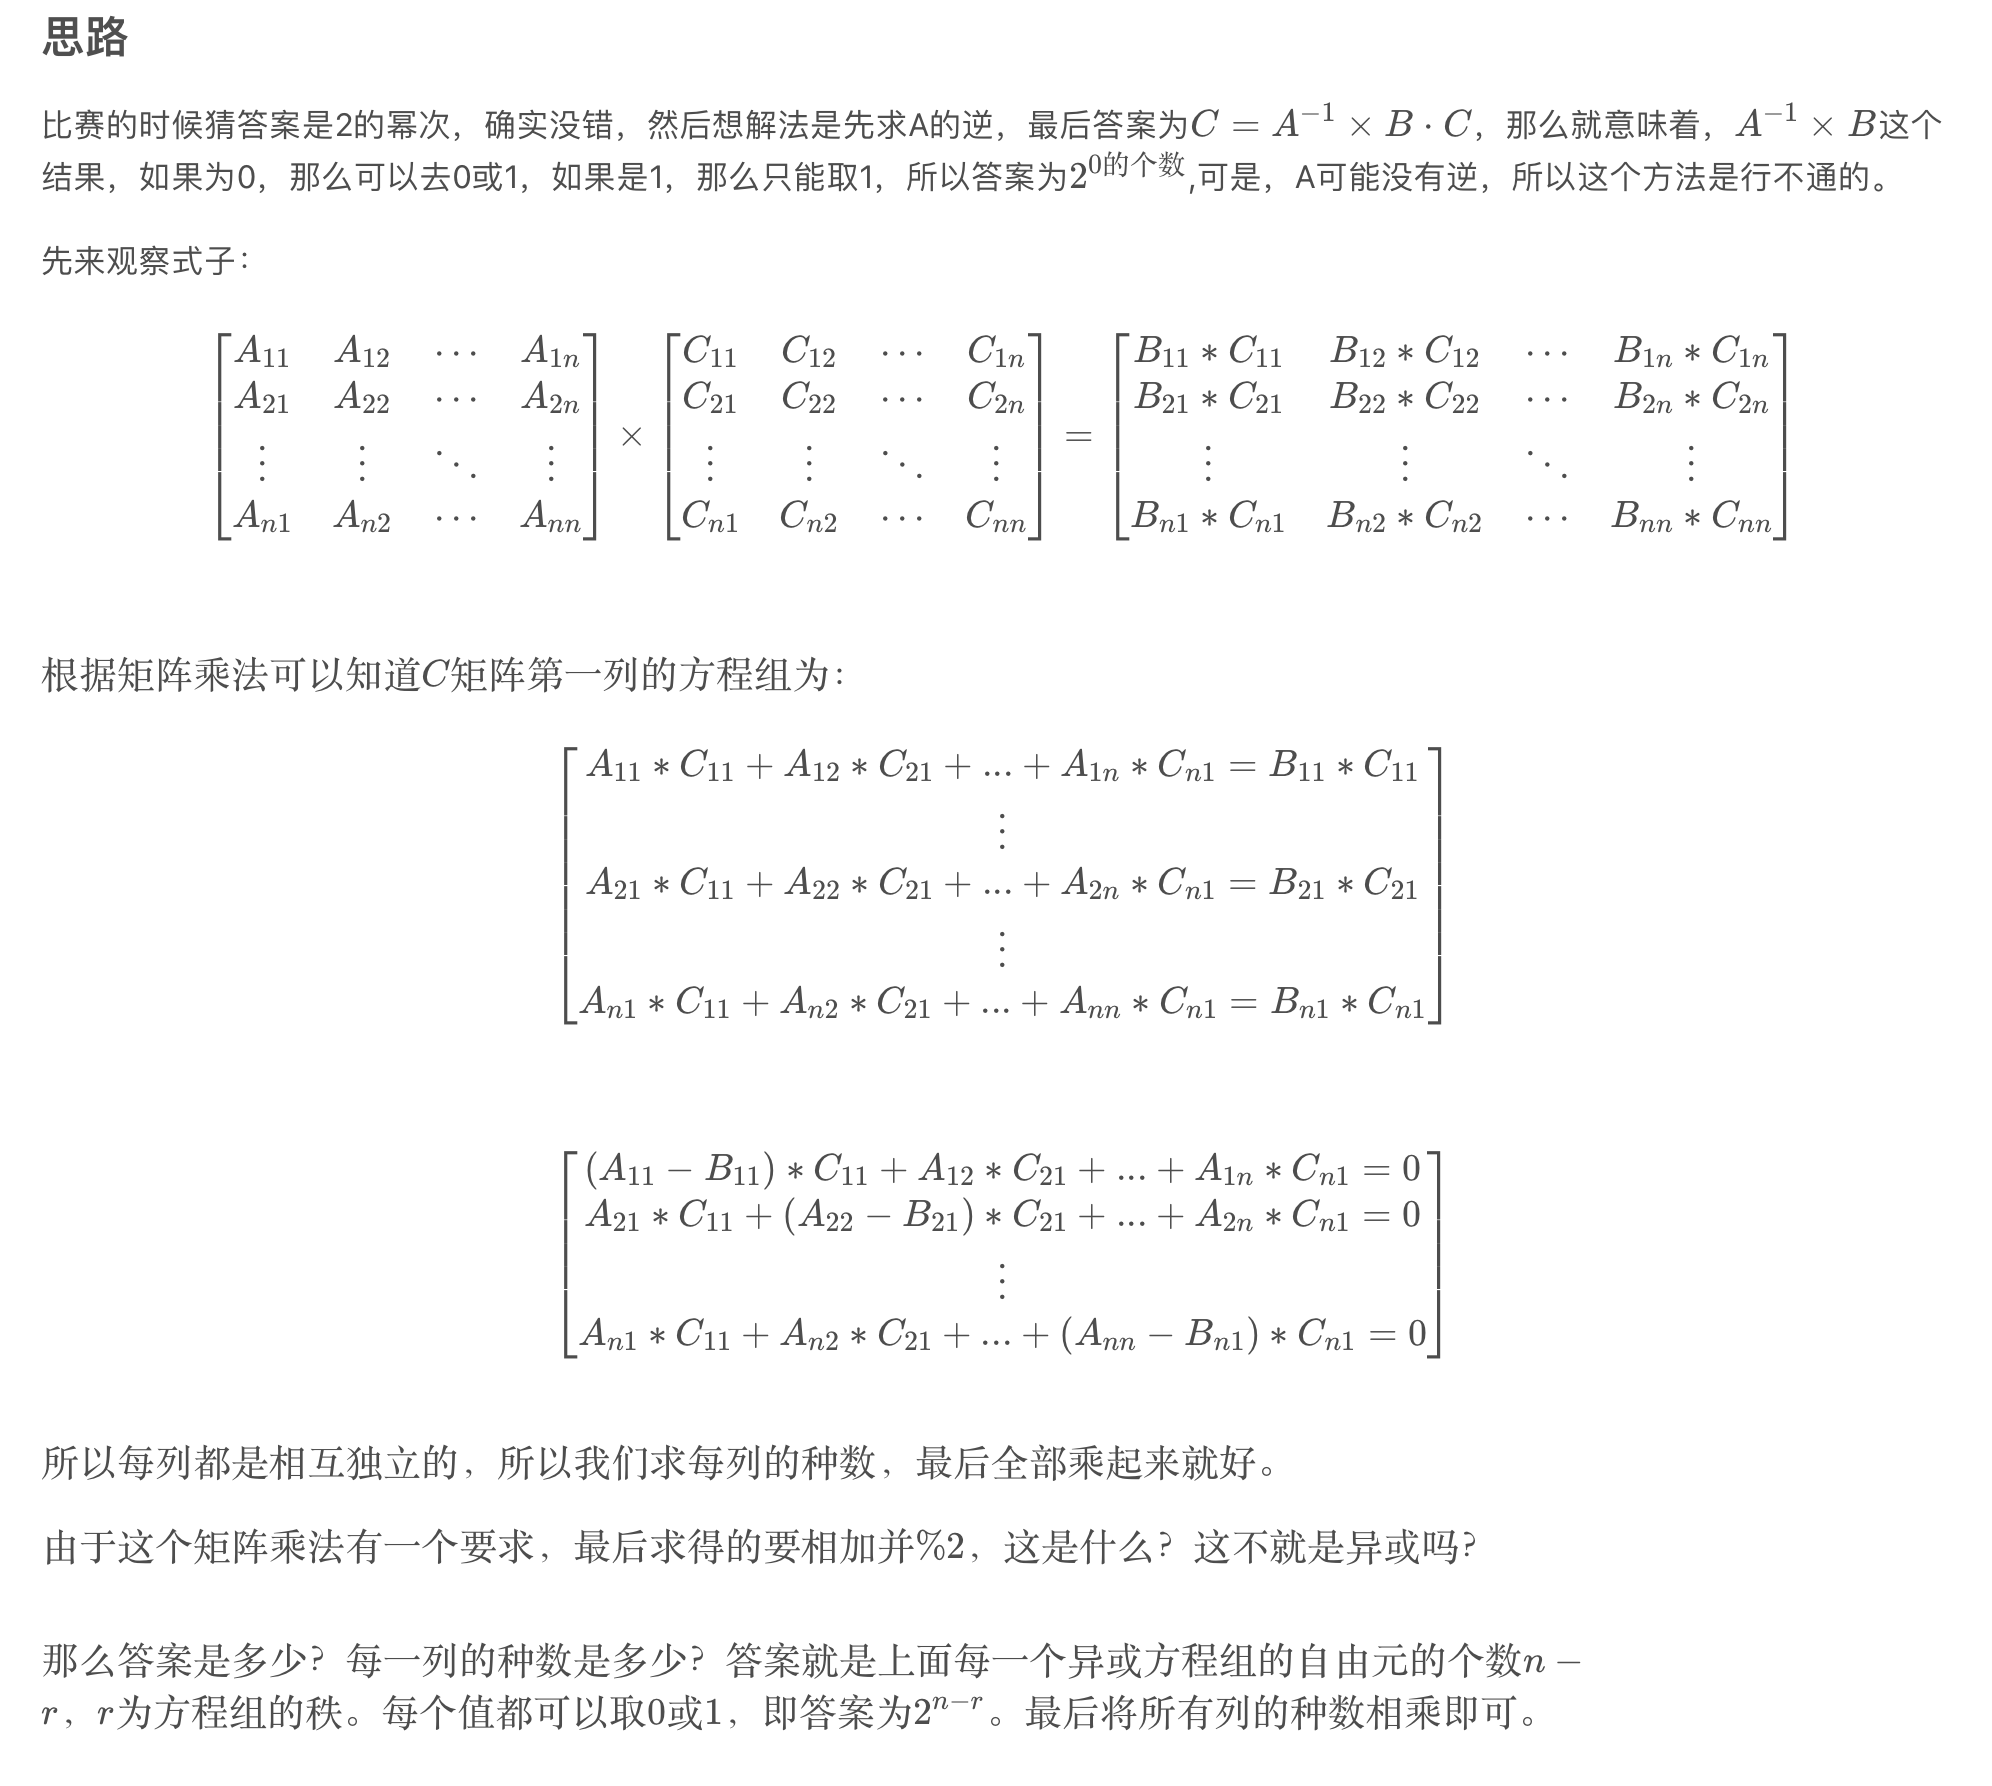 思路
比赛的时候猜答案是2的幂次，确实没错，然后想解法是先求A的逆，最后答案为$C = A^{-1} \times B \cdot C$，那么就意味着，$A^{-1} \times B$这个
结果，如果为0，那么可以去0或1，如果是1，那么只能取1，所以答案为$2^{0的个数}$,可是，A可能没有逆，所以这个方法是行不通的。
先来观察式子：
$\begin{bmatrix} A_{11} & A_{12} & \cdots & A_{1n} \\ A_{21} & A_{22} & \cdots & A_{2n} \\ \vdots & \vdots & \ddots & \vdots \\ A_{n1} & A_{n2} & \cdots & A_{nn} \end{bmatrix} \times \begin{bmatrix} C_{11} & C_{12} & \cdots & C_{1n} \\ C_{21} & C_{22} & \cdots & C_{2n} \\ \vdots & \vdots & \ddots & \vdots \\ C_{n1} & C_{n2} & \cdots & C_{nn} \end{bmatrix} = \begin{bmatrix} B_{11} * C_{11} & B_{12} * C_{12} & \cdots & B_{1n} * C_{1n} \\ B_{21} * C_{21} & B_{22} * C_{22} & \cdots & B_{2n} * C_{2n} \\ \vdots & \vdots & \ddots & \vdots \\ B_{n1} * C_{n1} & B_{n2} * C_{n2} & \cdots & B_{nn} * C_{nn} \end{bmatrix}$
根据矩阵乘法可以知道$C$矩阵第一列的方程组为：
$\begin{bmatrix} A_{11} * C_{11} + A_{12} * C_{21} + ... + A_{1n} * C_{n1} = B_{11} * C_{11} \\ \vdots \\ A_{21} * C_{11} + A_{22} * C_{21} + ... + A_{2n} * C_{n1} = B_{21} * C_{21} \\ \vdots \\ A_{n1} * C_{11} + A_{n2} * C_{21} + ... + A_{nn} * C_{n1} = B_{n1} * C_{n1} \end{bmatrix}$
$\begin{bmatrix} (A_{11} - B_{11}) * C_{11} + A_{12} * C_{21} + ... + A_{1n} * C_{n1} = 0 \\ A_{21} * C_{11} + (A_{22} - B_{21}) * C_{21} + ... + A_{2n} * C_{n1} = 0 \\ \vdots \\ A_{n1} * C_{11} + A_{n2} * C_{21} + ... + (A_{nn} - B_{n1}) * C_{n1} = 0 \end{bmatrix}$
所以每列都是相互独立的，所以我们求每列的种数，最后全部乘起来就好。
由于这个矩阵乘法有一个要求，最后求得的要相加并%2，这是什么？这不就是异或吗？
那么答案是多少？每一列的种数是多少？答案就是上面每一个异或方程组的自由元的个数$n -$
$r$，$r$为方程组的秩。每个值都可以取0或1，即答案为$2^{n-r}$。最后将所有列的种数相乘即可。